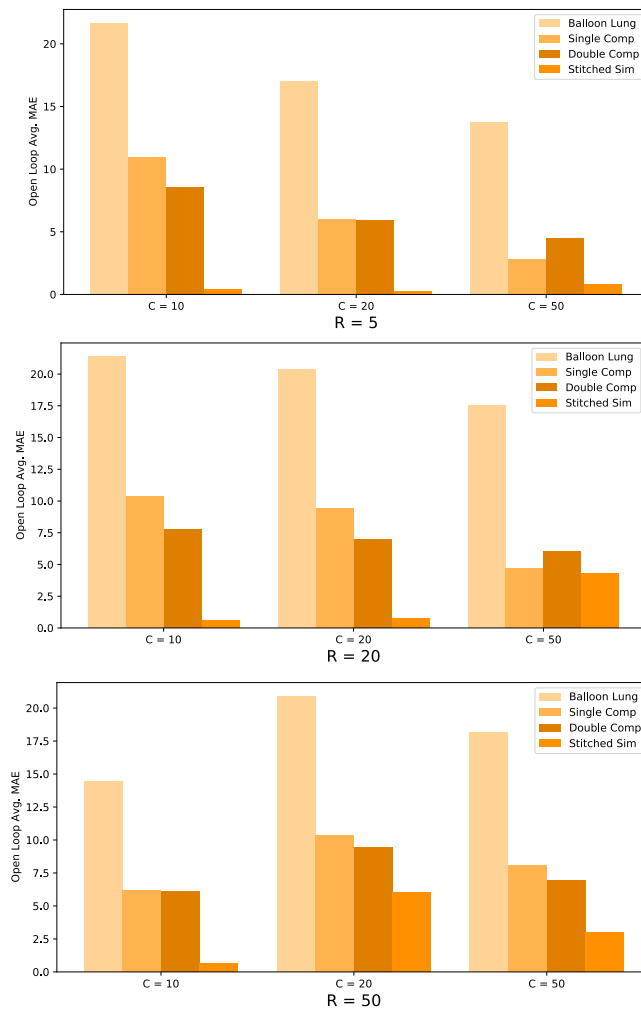 Open Loop Avg. MAE
20
15
10
5
0
Balloon Lung
Single Comp
Double Comp
Stitched Sim
C = 10
C = 20
C = 50
R = 5
Open Loop Avg. MAE
20.0
17.5
15.0
12.5
10.0
7.5
5.0
2.5
0.0
Balloon Lung
Single Comp
Double Comp
Stitched Sim
C = 10
C = 20
C = 50
R = 20
Open Loop Avg. MAE
20.0
17.5
15.0
12.5
10.0
7.5
5.0
2.5
0.0
Balloon Lung
Single Comp
Double Comp
Stitched Sim
C = 10
C = 20
C = 50
R = 50